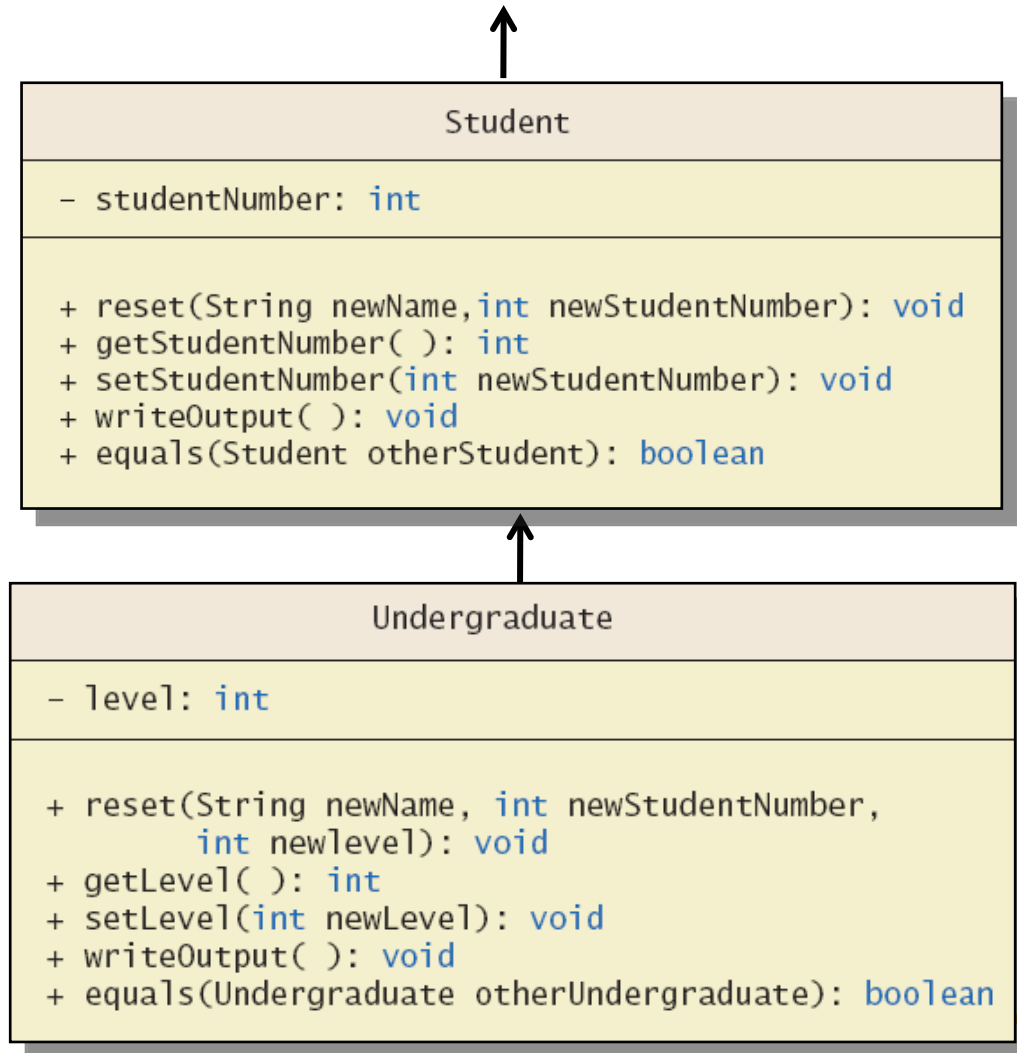 Student
– studentNumber: int
+ reset(String newName,int newStudentNumber): void
+ getStudentNumber( ): int
+ setStudentNumber(int newStudentNumber): void
+ writeOutput( ): void
+ equals(Student otherStudent): boolean
Undergraduate
– level: int
+ reset(String newName, int newStudentNumber,
int newlevel): void
+ getLevel( ): int
+ setLevel(int newLevel): void
+ writeOutput( ): void
+ equals(Undergraduate otherUndergraduate): boolean